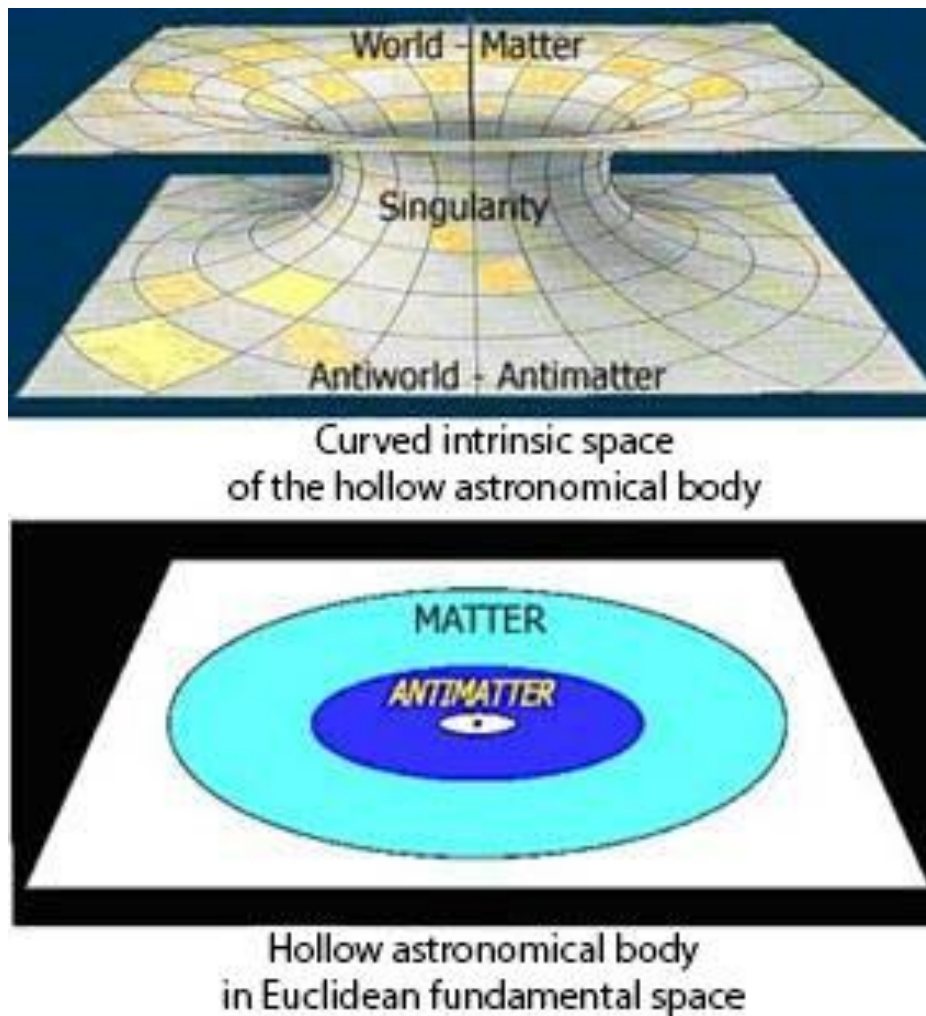 World - Matter
Singularity
Antiworld - Antimatter
Curved intrinsic space
of the hollow astronomical body
MATTER
ANTIMATTER
Hollow astronomical body
in Euclidean fundamental space